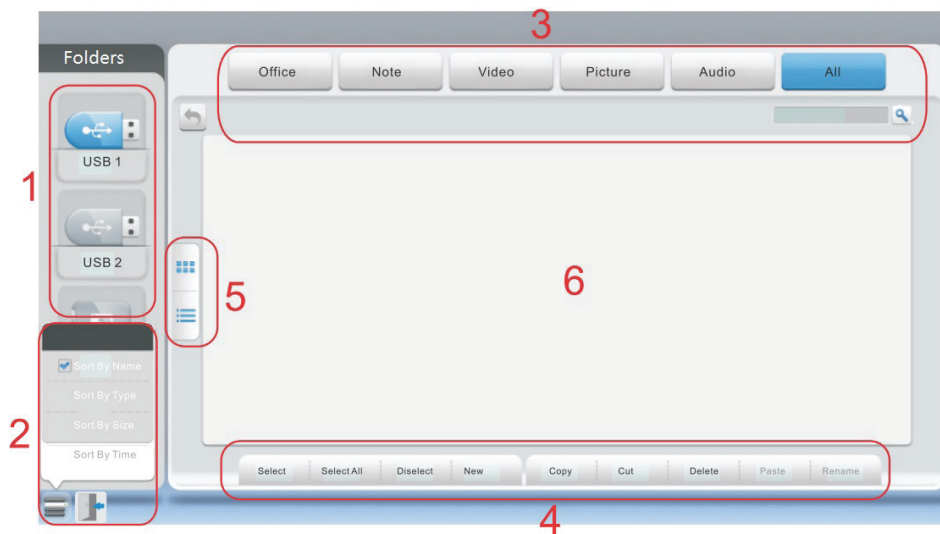 3
Folders
Office Note Video Picture Audio All
1
USB 1
USB 2
5
6
2
Sort By Name
Sort By Type
Sort By Size
Sort By Time
Select Select All Diselect New Copy Cut Delete Paste Rename
4